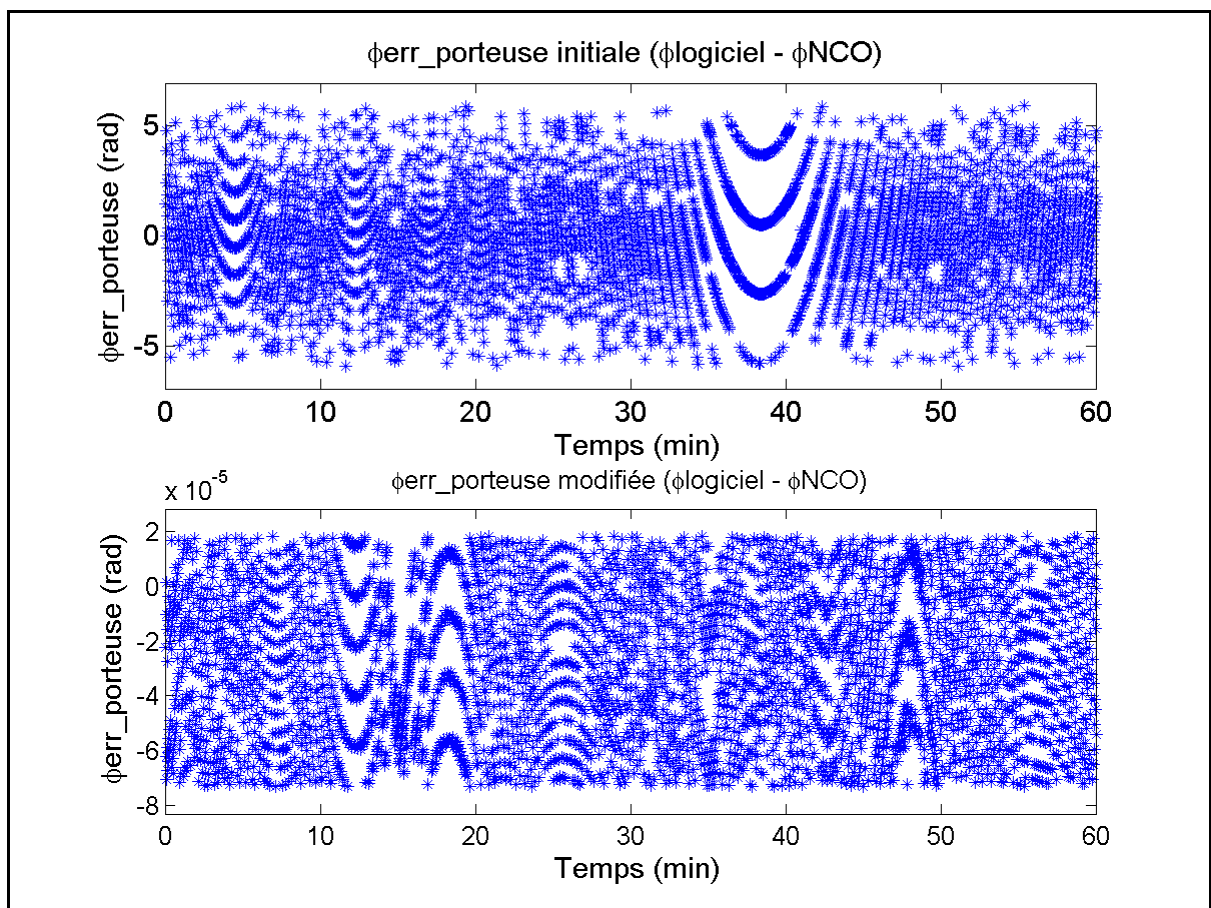 ϕerr_porteuse initiale (ϕlogiciel - ϕNCO)
ϕerr_porteuse (rad)
5
0
-5
0 10 20 30 40 50 60
Temps (min)
ϕerr_porteuse modifiée (ϕlogiciel - ϕNCO)
x 10⁻⁵
ϕerr_porteuse (rad)
2
0
-2
-4
-6
-8
0 10 20 30 40 50 60
Temps (min)